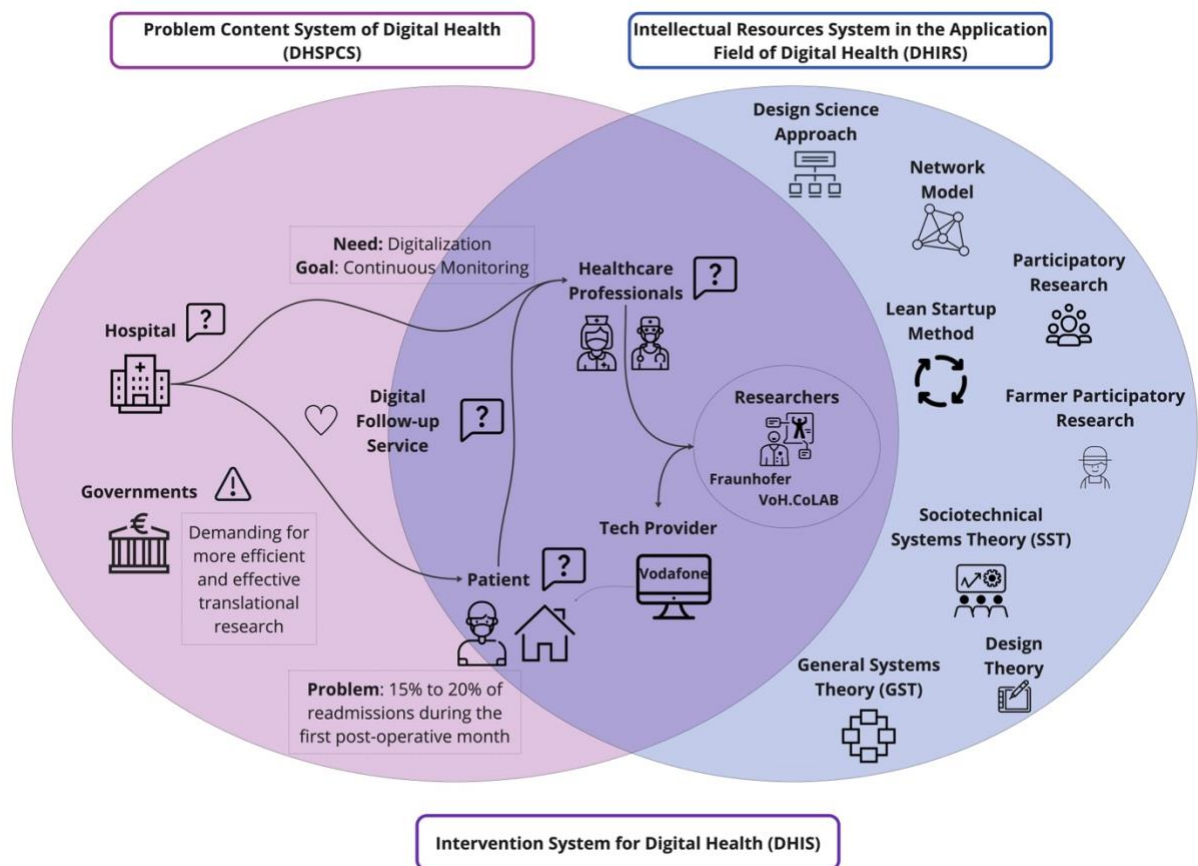 Problem Content System of Digital Health
(DHSPCS)
Intellectual Resources System in the Application
Field of Digital Health (DHIRS)
Design Science
Approach
Network
Model
Need: Digitalization
Goal: Continuous Monitoring
Healthcare
Professionals
?
Participatory
Research
Hospital
?
Lean Startup
Method
Digital
Follow-up
Service
?
Researchers
Fraunhofer
VoH.CoLAB
Farmer Participatory
Research
Governments
!
€
Demanding for
more efficient
and effective
translational
research
Tech Provider
Vodafone
Patient
?
Sociotechnical
Systems Theory (SST)
Problem: 15% to 20% of
readmissions during the
first post-operative month
General Systems
Theory (GST)
Design
Theory
Intervention System for Digital Health (DHIS)